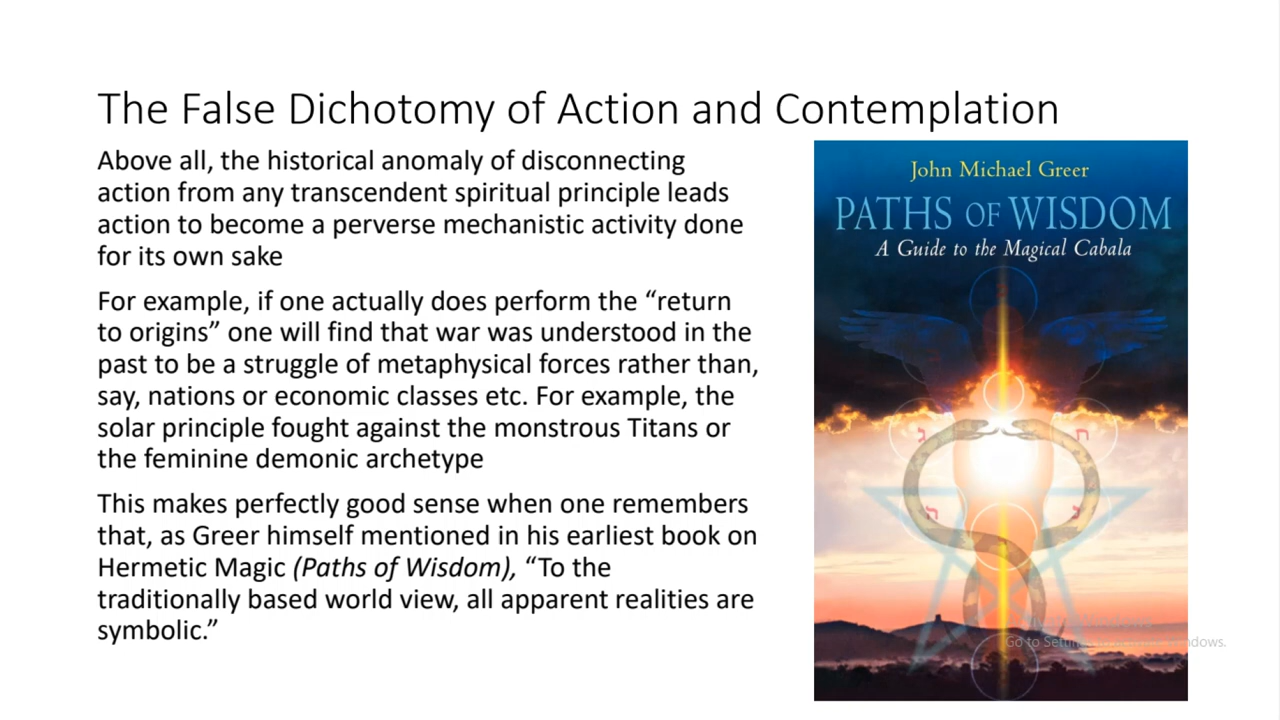 The False Dichotomy of Action and Contemplation
Above all, the historical anomaly of disconnecting
action from any transcendent spiritual principle leads
action to become a perverse mechanistic activity done
for its own sake
For example, if one actually does perform the “return
to origins” one will find that war was understood in the
past to be a struggle of metaphysical forces rather than,
say, nations or economic classes etc. For example, the
solar principle fought against the monstrous Titans or
the feminine demonic archetype
This makes perfectly good sense when one remembers
that, as Greer himself mentioned in his earliest book on
Hermetic Magic (Paths of Wisdom), “To the
traditionally based world view, all apparent realities are
symbolic.”
John Michael Greer
PATHS OF WISDOM
A Guide to the Magical Cabala
ג ח
ה
Go to